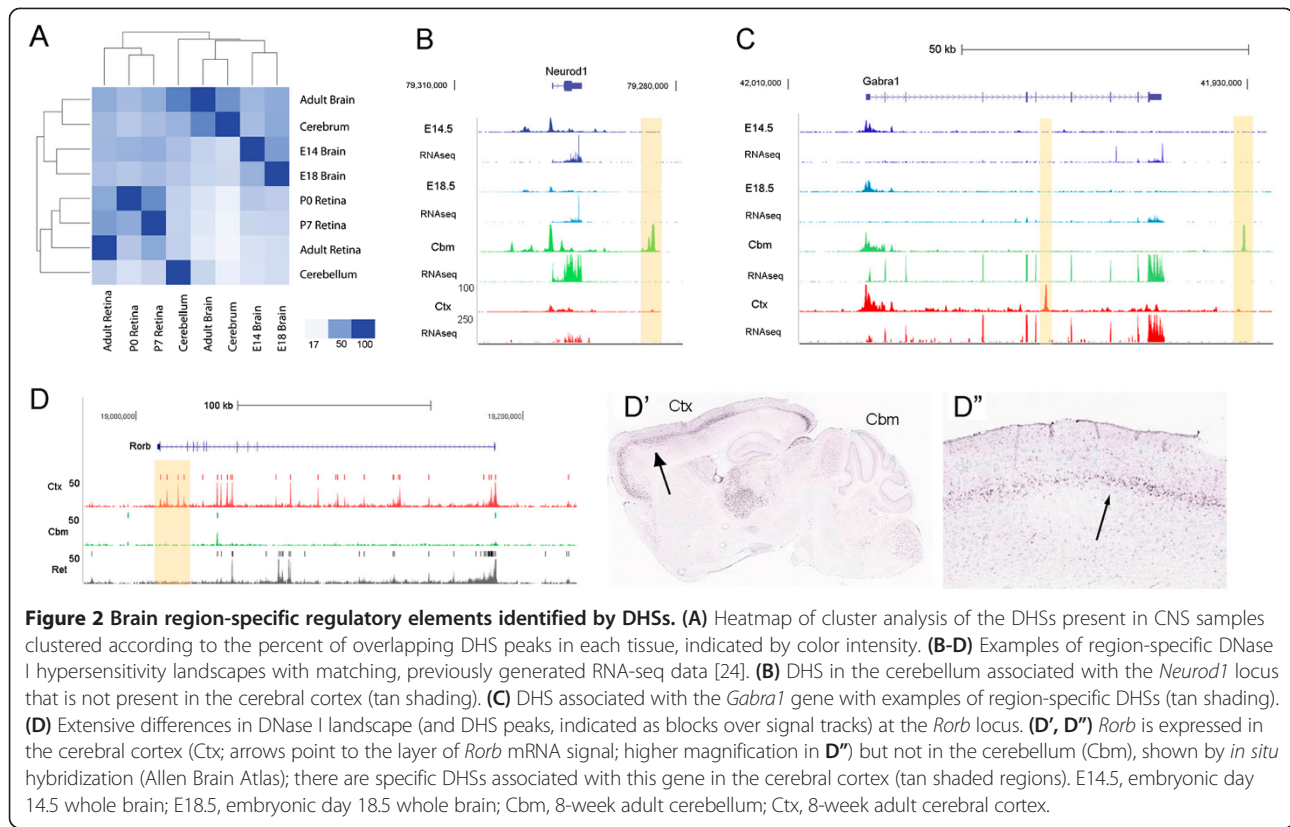 A
Adult Brain
Cerebrum
E14 Brain
E18 Brain
P0 Retina
P7 Retina
Adult Retina
Cerebellum
Adult Retina
P0 Retina
P7 Retina
Cerebellum
Adult Brain
Cerebrum
E14 Brain
E18 Brain
17 50 100
B
Neurod1
79,310,000 79,280,000
E14.5
RNAseq
E18.5
RNAseq
Cbm
RNAseq
100
Ctx
250
RNAseq
C
50 kb
42,010,000 Gabra1 41,930,000
E14.5
RNAseq
E18.5
RNAseq
Cbm
RNAseq
Ctx
RNAseq
D
100 kb
19,000,000 19,200,000
Rorb
Ctx 50
Cbm 50
Ret 50
D' Ctx
Cbm
D"
Figure 2 Brain region-specific regulatory elements identified by DHSs. (A) Heatmap of cluster analysis of the DHSs present in CNS samples
clustered according to the percent of overlapping DHS peaks in each tissue, indicated by color intensity. (B-D) Examples of region-specific DNase
I hypersensitivity landscapes with matching, previously generated RNA-seq data [24]. (B) DHS in the cerebellum associated with the Neurod1 locus
that is not present in the cerebral cortex (tan shading). (C) DHS associated with the Gabra1 gene with examples of region-specific DHSs (tan shading).
(D) Extensive differences in DNase I landscape (and DHS peaks, indicated as blocks over signal tracks) at the Rorb locus. (D', D") Rorb is expressed in
the cerebral cortex (Ctx; arrows point to the layer of Rorb mRNA signal; higher magnification in D") but not in the cerebellum (Cbm), shown by in situ
hybridization (Allen Brain Atlas); there are specific DHSs associated with this gene in the cerebral cortex (tan shaded regions). E14.5, embryonic day
14.5 whole brain; E18.5, embryonic day 18.5 whole brain; Cbm, 8-week adult cerebellum; Ctx, 8-week adult cerebral cortex.